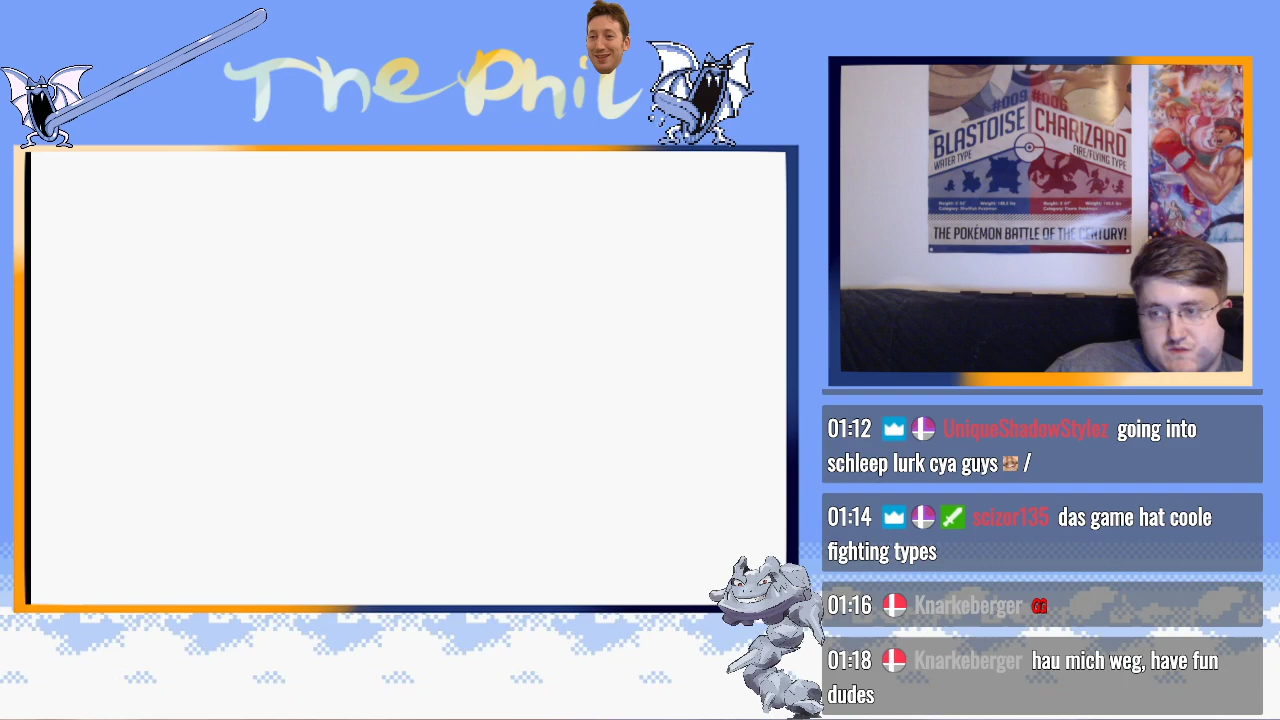 The Phil
#009 #006
BLASTOISE CHARIZARD
WATER TYPE FIRE/FLYING TYPE
THE POKÉMON BATTLE OF THE CENTURY!
01:12 UniqueShadowStylez going into
schleep lurk cya guys /
01:14 scizor135 das game hat coole
fighting types
01:16 Knarkeberger
01:18 Knarkeberger hau mich weg, have fun
dudes